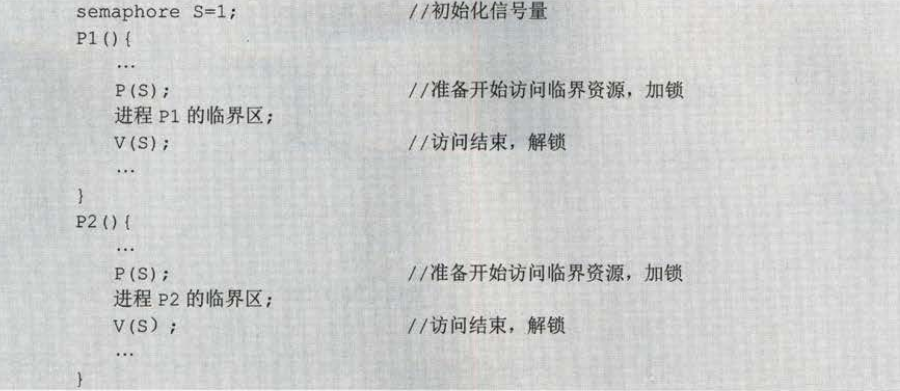 semaphore S=1; //初始化信号量
P1(){
...
P(S); //准备开始访问临界资源，加锁
进程 P1 的临界区;
V(S); //访问结束，解锁
...
}
P2(){
...
P(S); //准备开始访问临界资源，加锁
进程 P2 的临界区;
V(S）; //访问结束，解锁
...
}